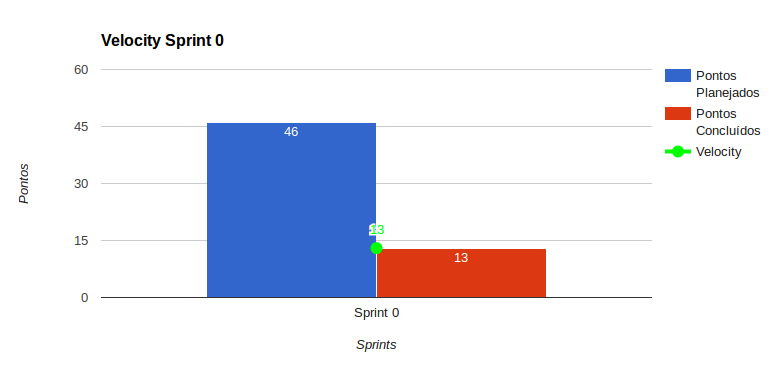 Velocity Sprint 0
60
45
30
15
0
Pontos
46
13
13
Sprint 0
Sprints
Pontos
Planejados
Pontos
Concluídos
Velocity